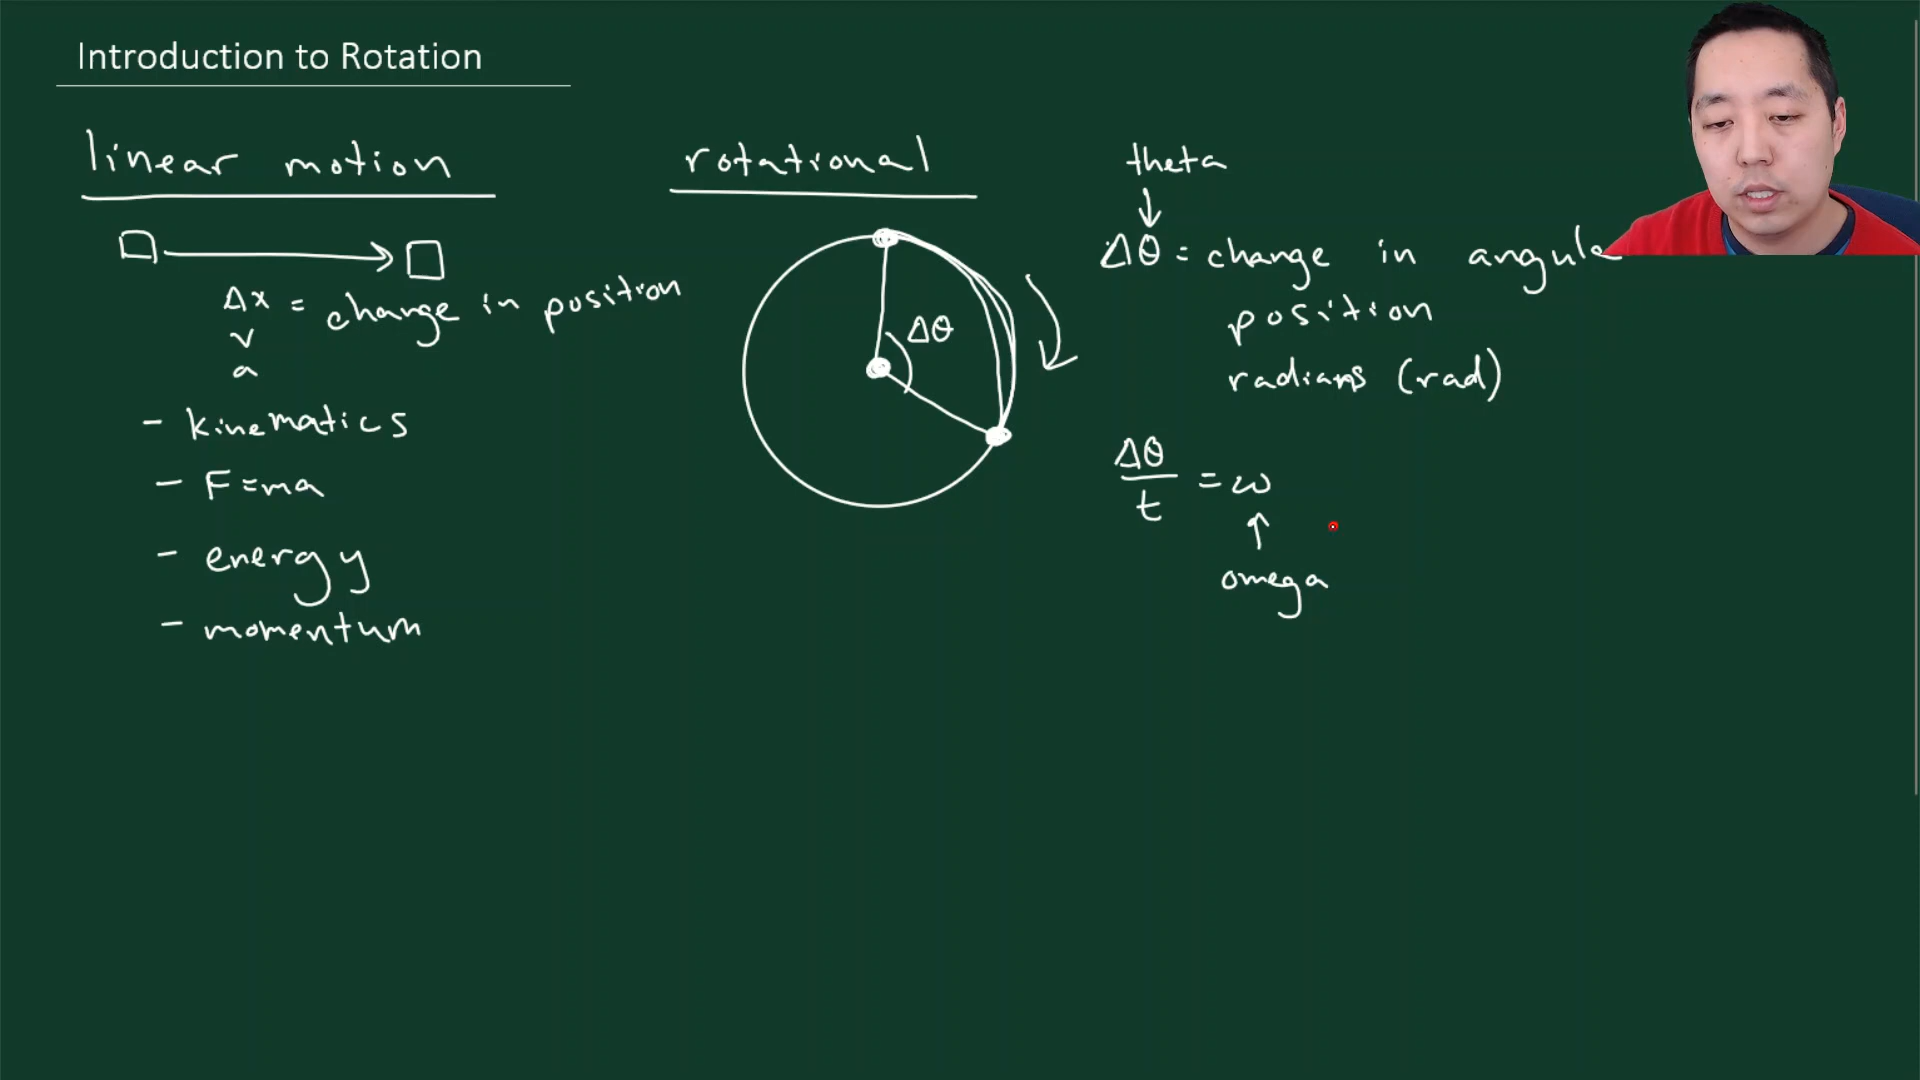 Introduction to Rotation
linear motion
Δx = change in position
v
a
- kinematics
- F=ma
- energy
- momentum
rotational
Δθ
theta
↓
Δθ = change in angula
position
radians (rad)
Δθ/t = ω
↑
omega